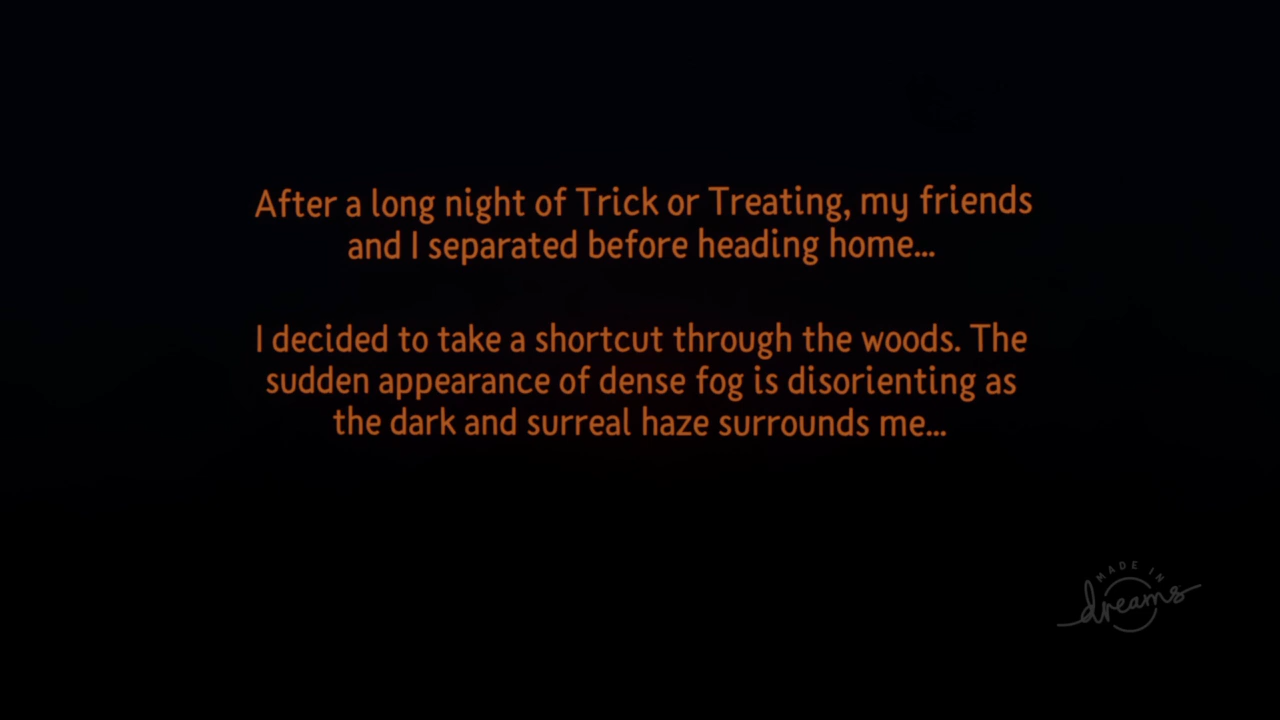 After a long night of Trick or Treating, my friends
and I separated before heading home...
I decided to take a shortcut through the woods. The
sudden appearance of dense fog is disorienting as
the dark and surreal haze surrounds me...
MADE IN
dreams